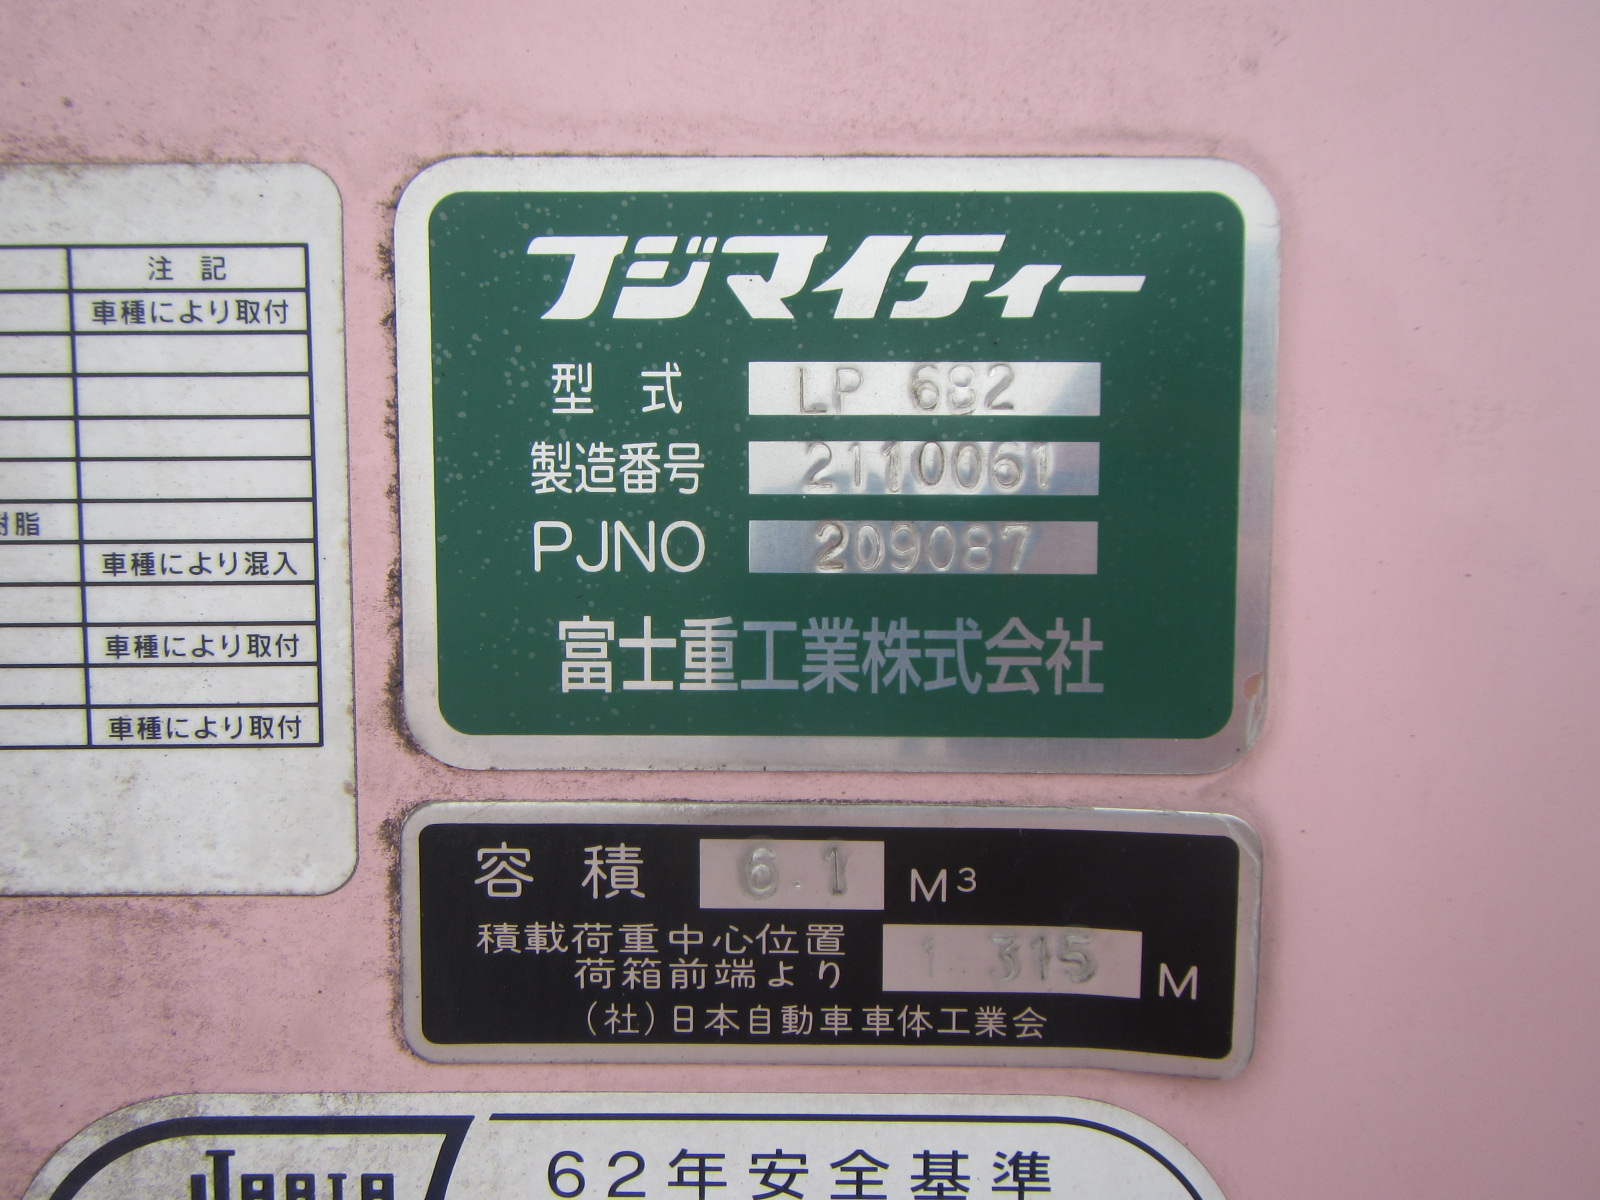 注記
車種により取付
樹脂
車種により混入
車種により取付
車種により取付
フジマイティー
型式 LP 682
製造番号 2110061
PJNO 209087
富士重工業株式会社
容積 6.1 M³
積載荷重中心位置
荷箱前端より 1.315 M
(社)日本自動車車体工業会
JABIA
62年安全基準